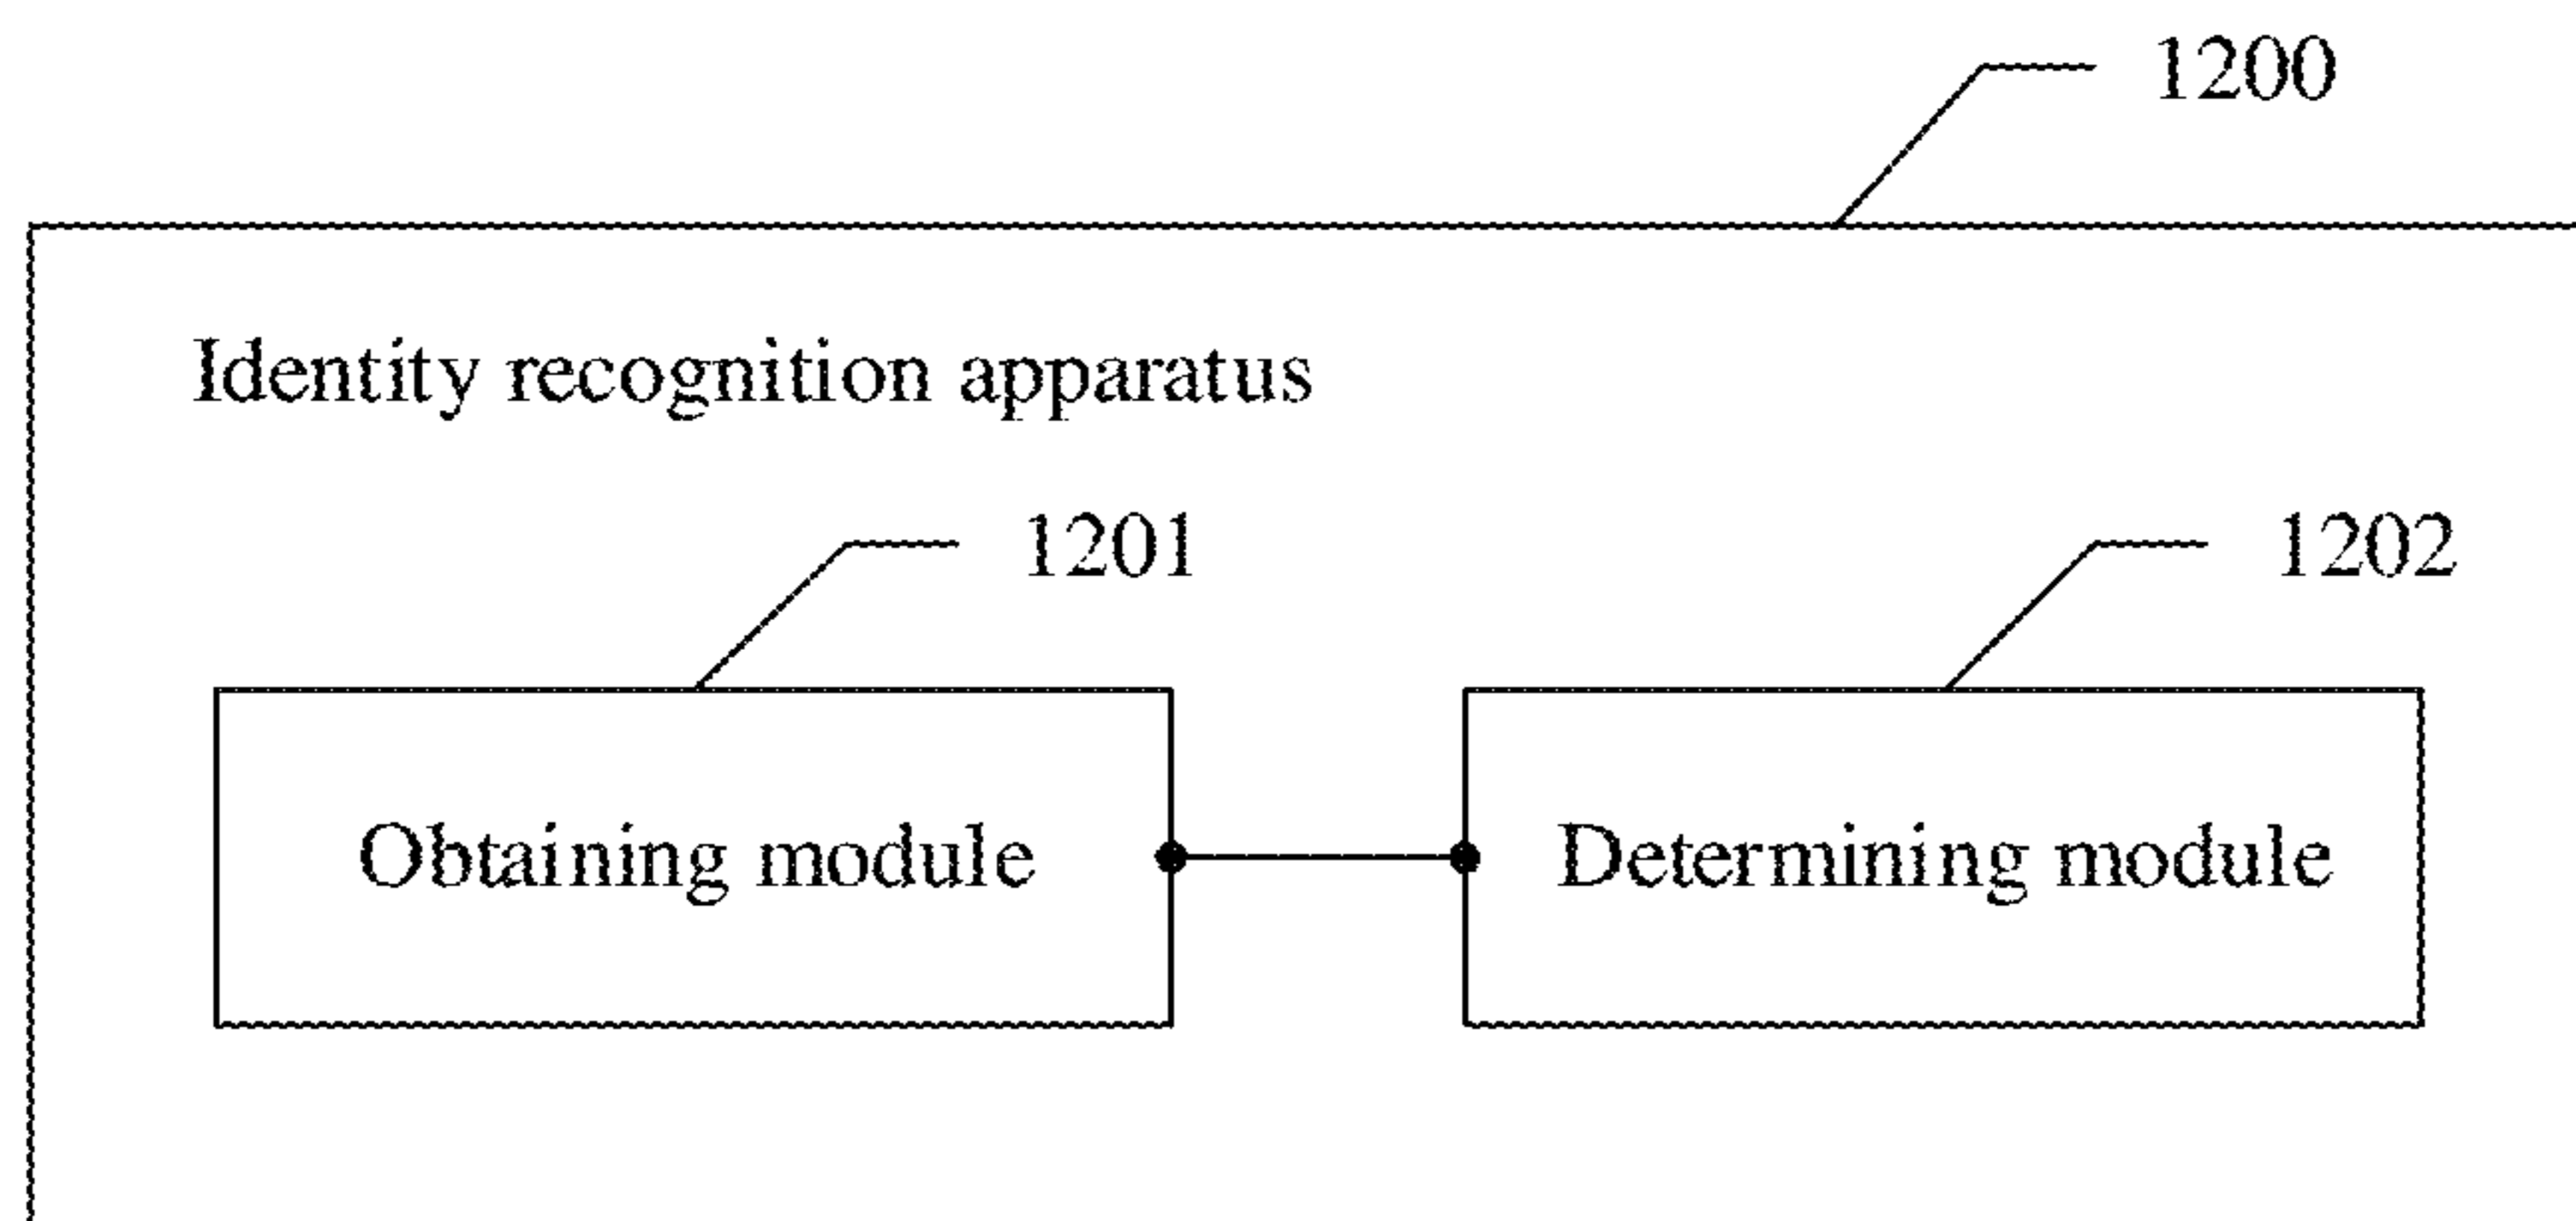 1200
Identity recognition apparatus
1201
1202
Obtaining module
Determining module